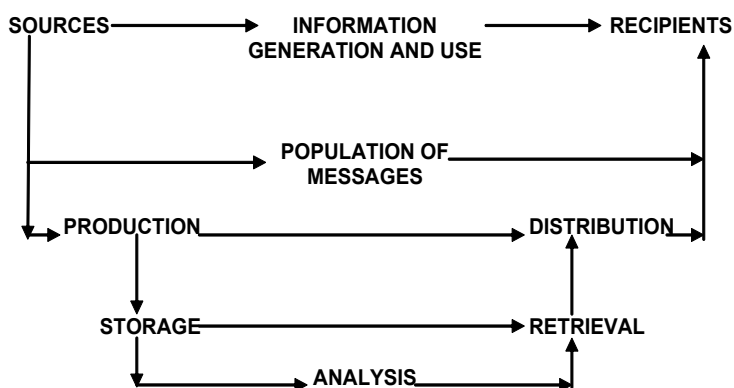 SOURCES
INFORMATION
GENERATION AND USE
RECIPIENTS
POPULATION OF
MESSAGES
PRODUCTION
DISTRIBUTION
STORAGE
RETRIEVAL
ANALYSIS